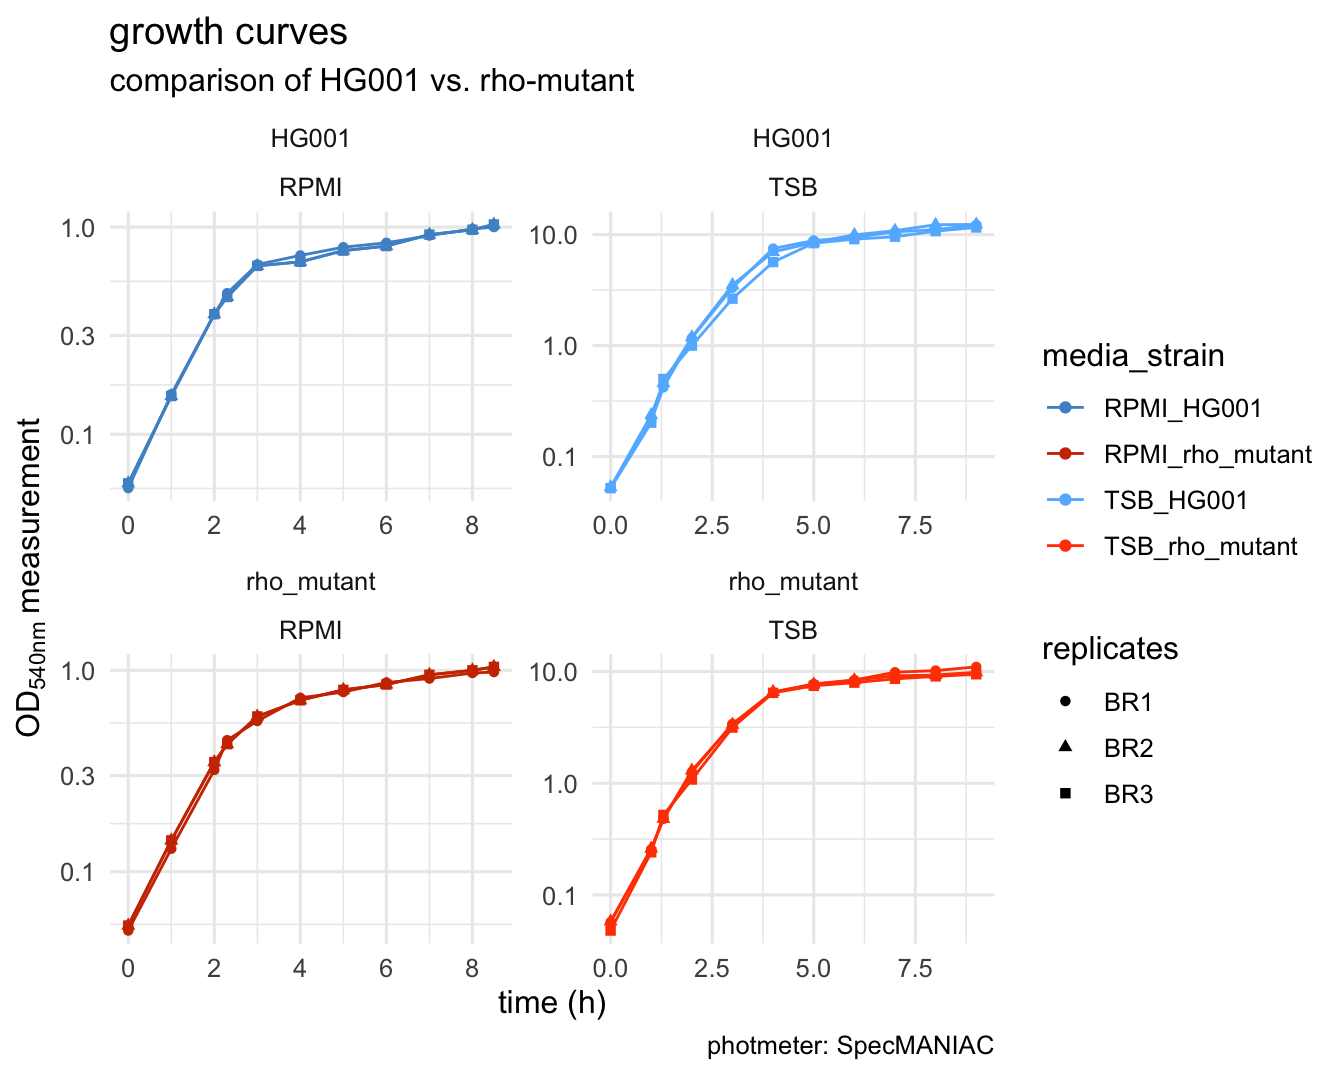 growth curves
comparison of HG001 vs. rho-mutant
HG001
RPMI
1.0
0.3
0.1
0 2 4 6 8
HG001
TSB
10.0
1.0
0.1
0.0 2.5 5.0 7.5
rho_mutant
RPMI
1.0
0.3
0.1
0 2 4 6 8
rho_mutant
TSB
10.0
1.0
0.1
0.0 2.5 5.0 7.5
OD540nm measurement
time (h)
media_strain
RPMI_HG001
RPMI_rho_mutant
TSB_HG001
TSB_rho_mutant
replicates
BR1
BR2
BR3
photmeter: SpecMANIAC